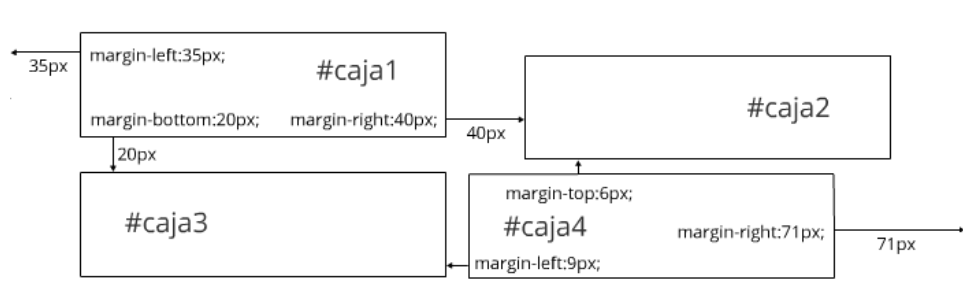 margin-left:35px;
35px
#caja1
margin-bottom:20px; margin-right:40px;
#caja2
40px
20px
margin-top:6px;
#caja3
#caja4
margin-right:71px;
71px
margin-left:9px;